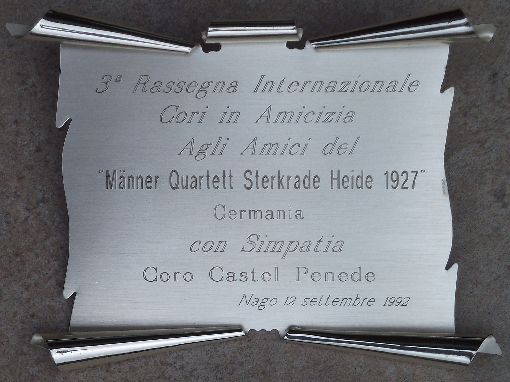 3ª Rassegna Internazionale
Cori in Amicizia
Agli Amici del
"Männer Quartett Sterkrade Heide 1927"
Germania
con Simpatia
Coro Castel Penede
Nago 12 settembre 1992